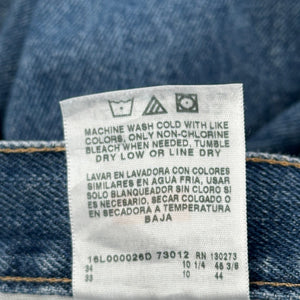 MACHINE WASH COLD WITH LIKE
COLORS, ONLY NON-CHLORINE
BLEACH WHEN NEEDED, TUMBLE
DRY LOW OR LINE DRY
LAVAR EN LAVADORA CON COLORES
SIMILARES EN AGUA FRIA, USAR
SOLO BLANQUEADOR SIN CLORO SI
ES NECESARIO, SECAR COLGADO O
EN SECADORA A TEMPERATURA
BAJA
16L000026D 73012 RN 130273
34 10 1/4 45 3/8
33 10 44